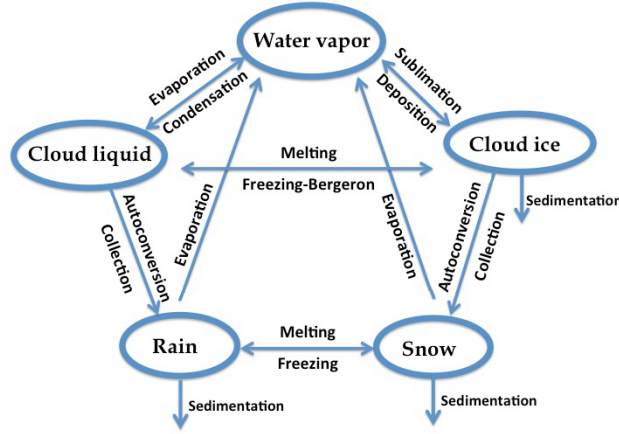 Water vapor
Evaporation
Condensation
Sublimation
Deposition
Cloud liquid
Cloud ice
Melting
Freezing-Bergeron
Sedimentation
Autoconversion
Collection
Evaporation
Evaporation
Autoconversion
Collection
Rain
Melting
Freezing
Snow
Sedimentation
Sedimentation